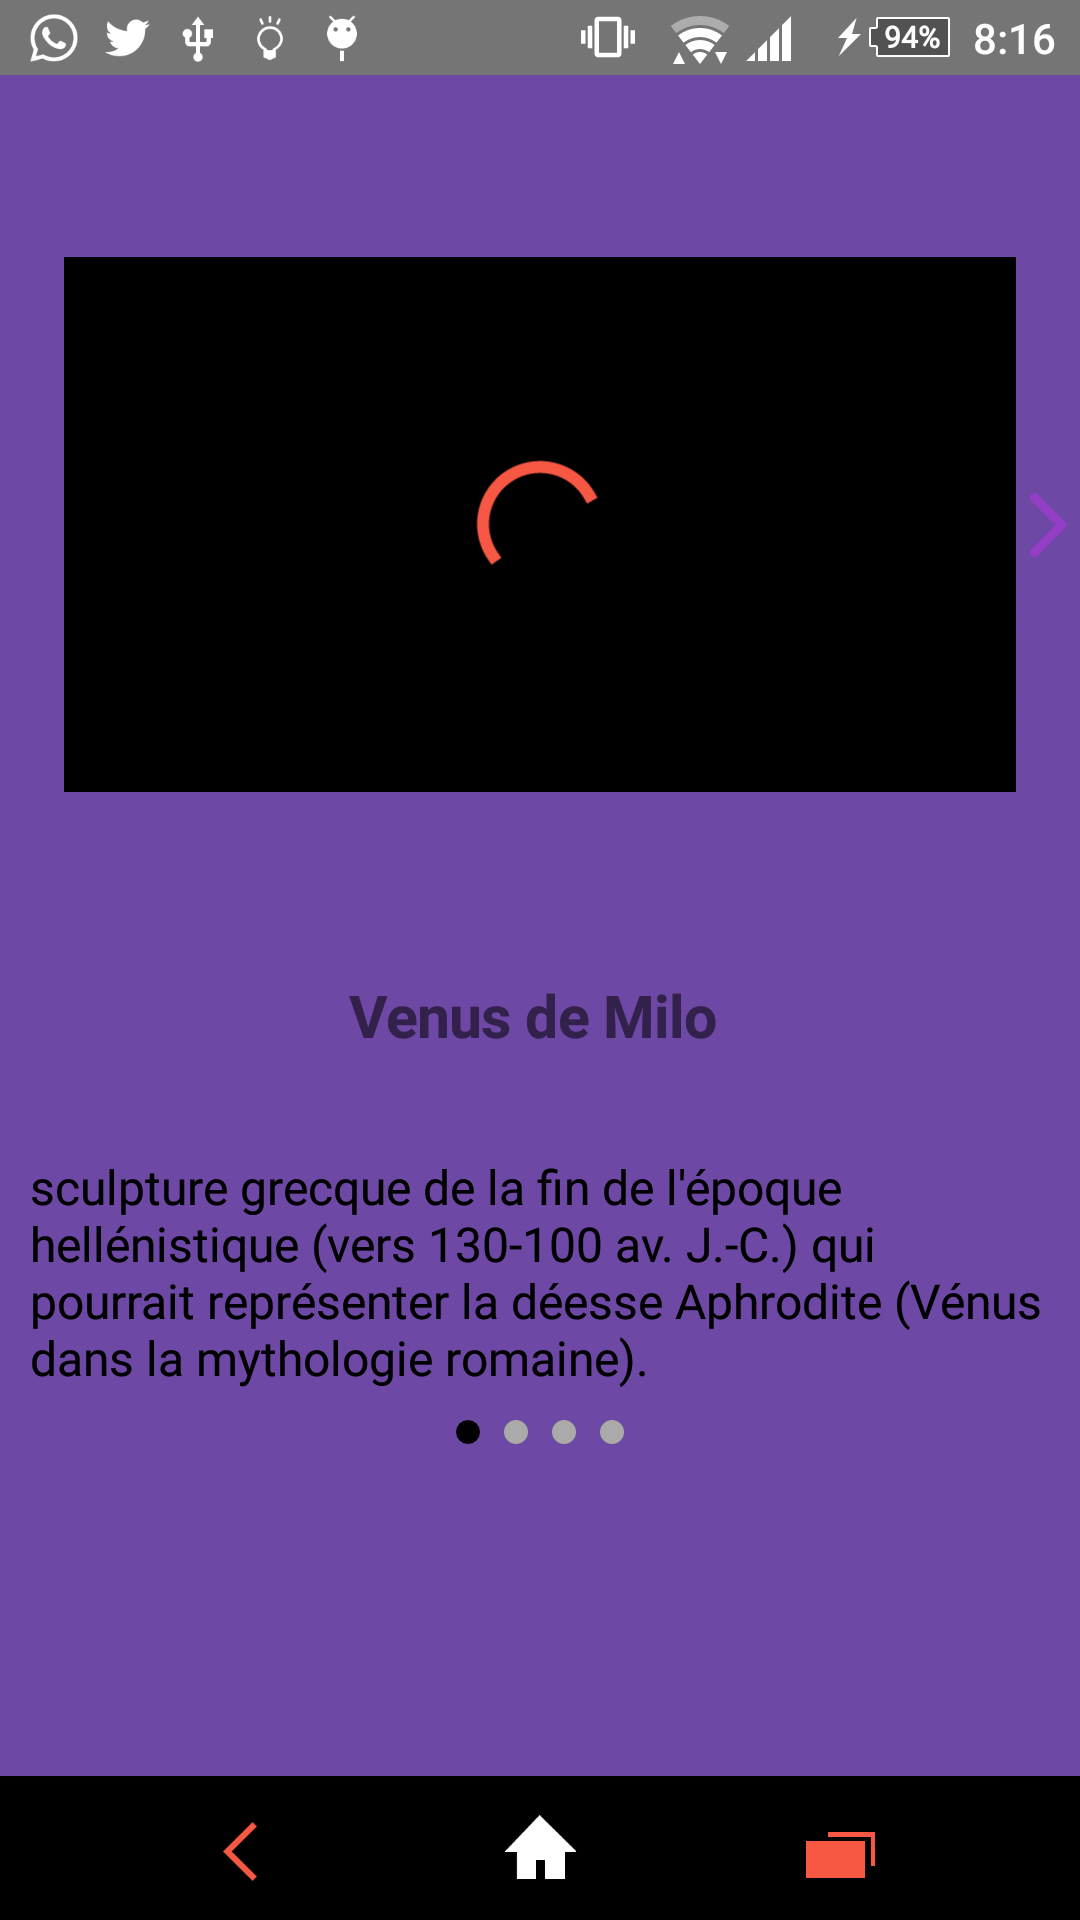 94% 8:16
Venus de Milo
sculpture grecque de la fin de l'époque
hellénistique (vers 130-100 av. J.-C.) qui
pourrait représenter la déesse Aphrodite (Vénus
dans la mythologie romaine).